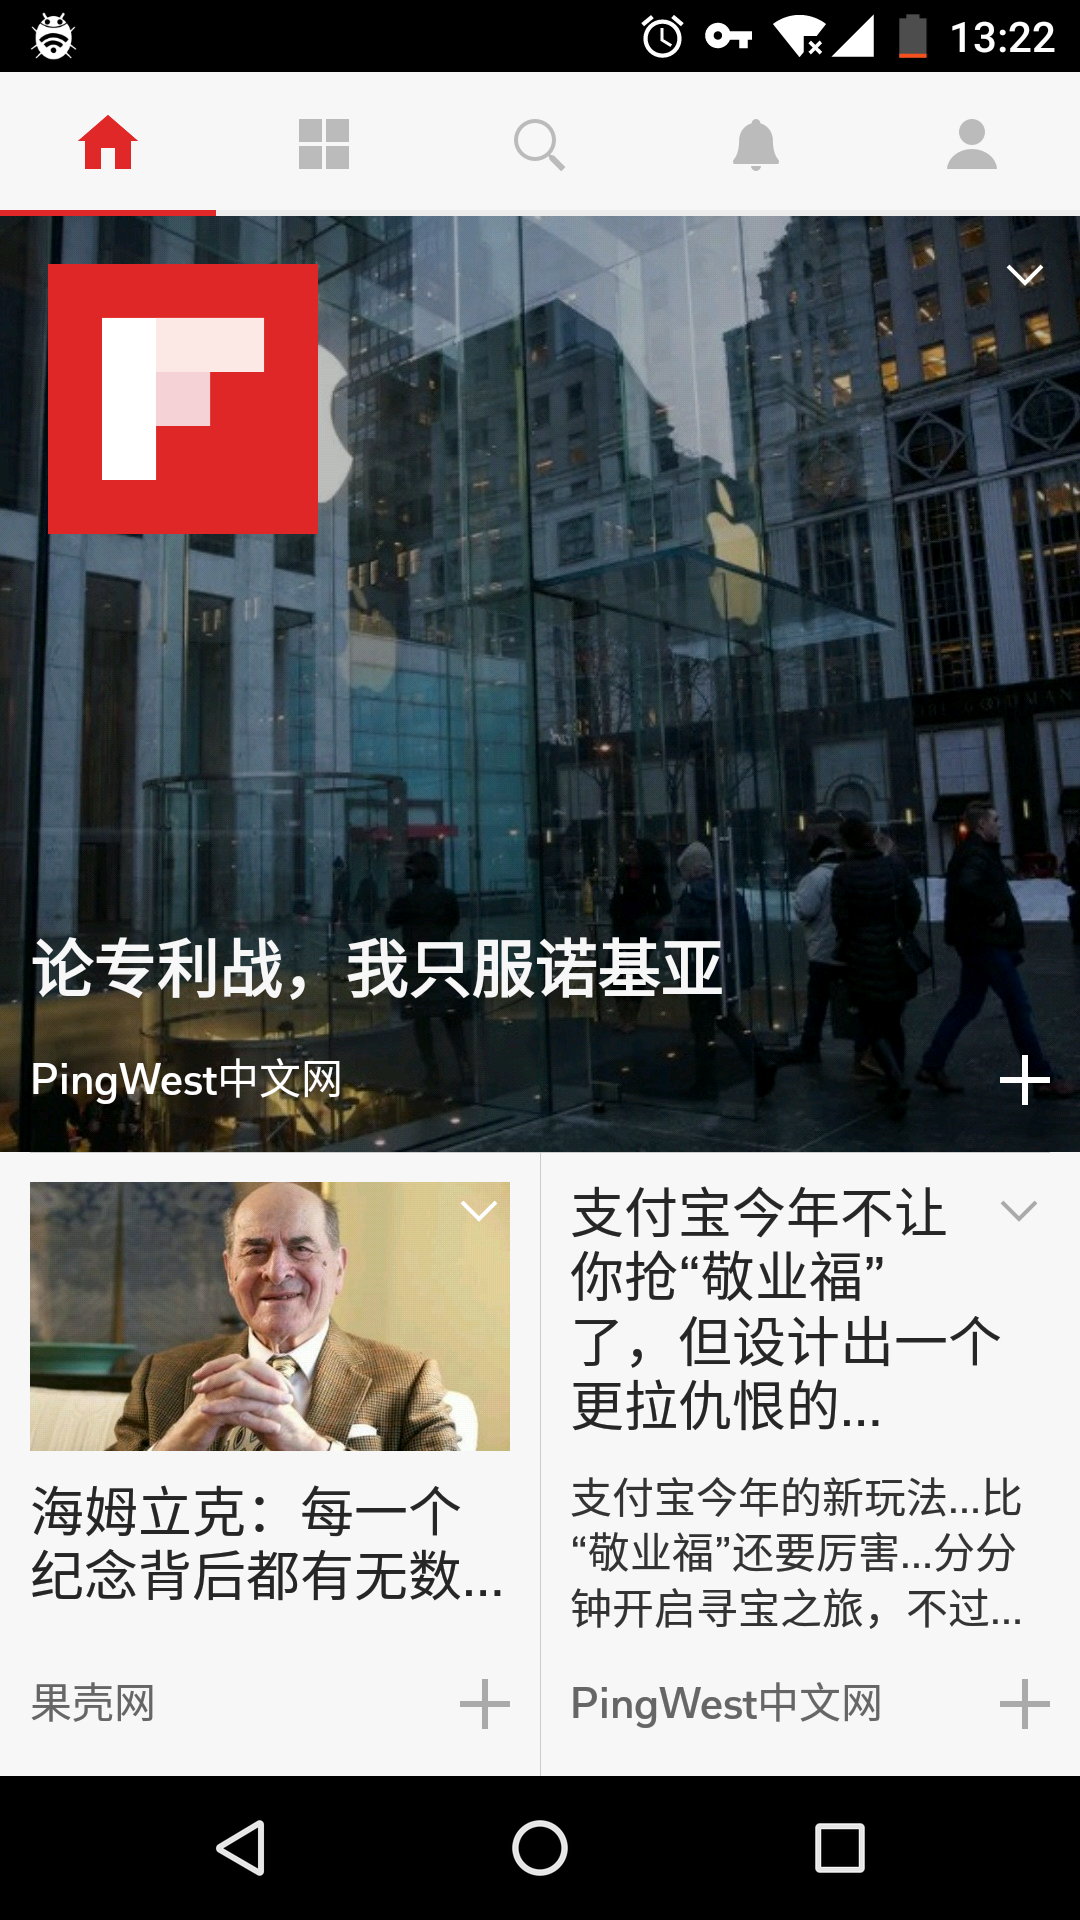 13:22
论专利战，我只服诺基亚
PingWest中文网
海姆立克：每一个
纪念背后都有无数...
果壳网
支付宝今年不让
你抢“敬业福”
了，但设计出一个
更拉仇恨的...
支付宝今年的新玩法...比
“敬业福”还要厉害...分分
钟开启寻宝之旅，不过...
PingWest中文网